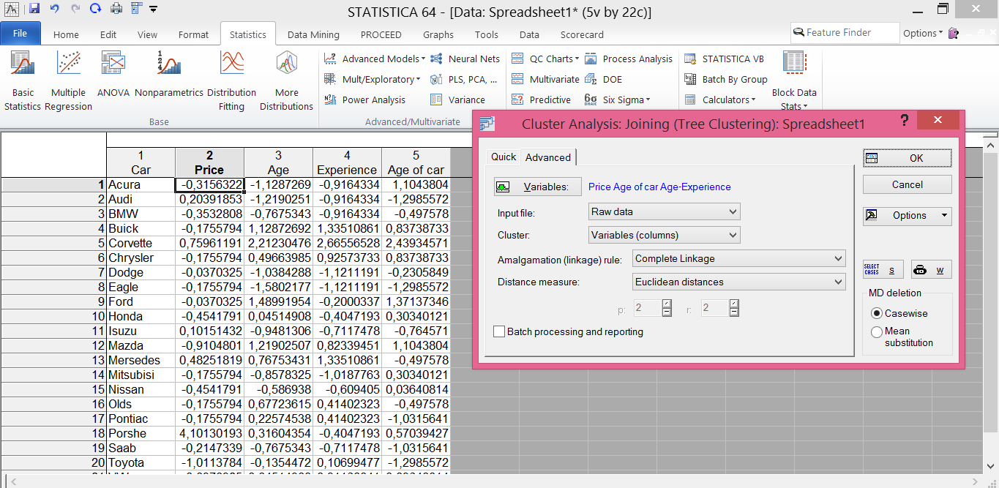 STATISTICA 64 - [Data: Spreadsheet1* (5v by 22c)]
File Home Edit View Format Statistics Data Mining PROCEED Graphs Tools Data Scorecard Feature Finder Options
Advanced Models Neural Nets QC Charts Process Analysis STATISTICA VB
Mult/Exploratory PLS, PCA, ... Multivariate DOE Batch By Group
Basic Multiple ANOVA Nonparametrics Distribution More Power Analysis Variance Predictive Six Sigma Calculators Block Data
Statistics Regression Fitting Distributions Stats
Base Advanced/Multivariate
Cluster Analysis: Joining (Tree Clustering): Spreadsheet1 ?
Quick Advanced
OK
Variables: Price Age of car Age-Experience
Cancel
Input file: Raw data
Options
Cluster: Variables (columns)
Amalgamation (linkage) rule: Complete Linkage
SELECT CASES S W
Distance measure: Euclidean distances
MD deletion
p: 2 r: 2
Casewise
Batch processing and reporting
Mean
substitution
1 2 3 4 5
Car Price Age Experience Age of car
1 Acura -0,3156322 -1,1287269 -0,9164334 1,1043804
2 Audi 0,20391853 -1,2190251 -0,9164334 -1,2985572
3 BMW -0,3532808 -0,7675343 -0,9164334 -0,497578
4 Buick -0,1755794 1,12872692 1,33510861 0,83738733
5 Corvette 0,75961191 2,21230476 2,66556528 2,43934571
6 Chrysler -0,1755794 0,49663985 0,92573733 0,83738733
7 Dodge -0,0370325 -1,0384288 -1,1211191 -0,2305849
8 Eagle -0,1755794 -1,5802177 -1,1211191 -1,2985572
9 Ford -0,0370325 1,48991954 -0,2000337 1,37137346
10 Honda -0,4541791 0,04514908 -0,4047193 0,30340121
11 Isuzu 0,10151432 -0,9481306 -0,7117478 -0,764571
12 Mazda -0,9104801 1,21902507 0,82339451 1,1043804
13 Mersedes 0,48251819 0,76753431 1,33510861 -0,497578
14 Mitsubisi -0,1755794 -0,8578325 -1,0187763 0,30340121
15 Nissan -0,4541791 -0,586938 -0,609405 0,03640814
16 Olds -0,1755794 0,67723615 0,41402323 -0,497578
17 Pontiac -0,1755794 0,22574538 0,41402323 -1,0315641
18 Porshe 4,10130193 0,31604354 -0,4047193 0,57039427
19 Saab -0,2147339 -0,7675343 -0,7117478 -1,0315641
20 Toyota -1,0113784 -0,1354472 0,10699477 -1,2985572